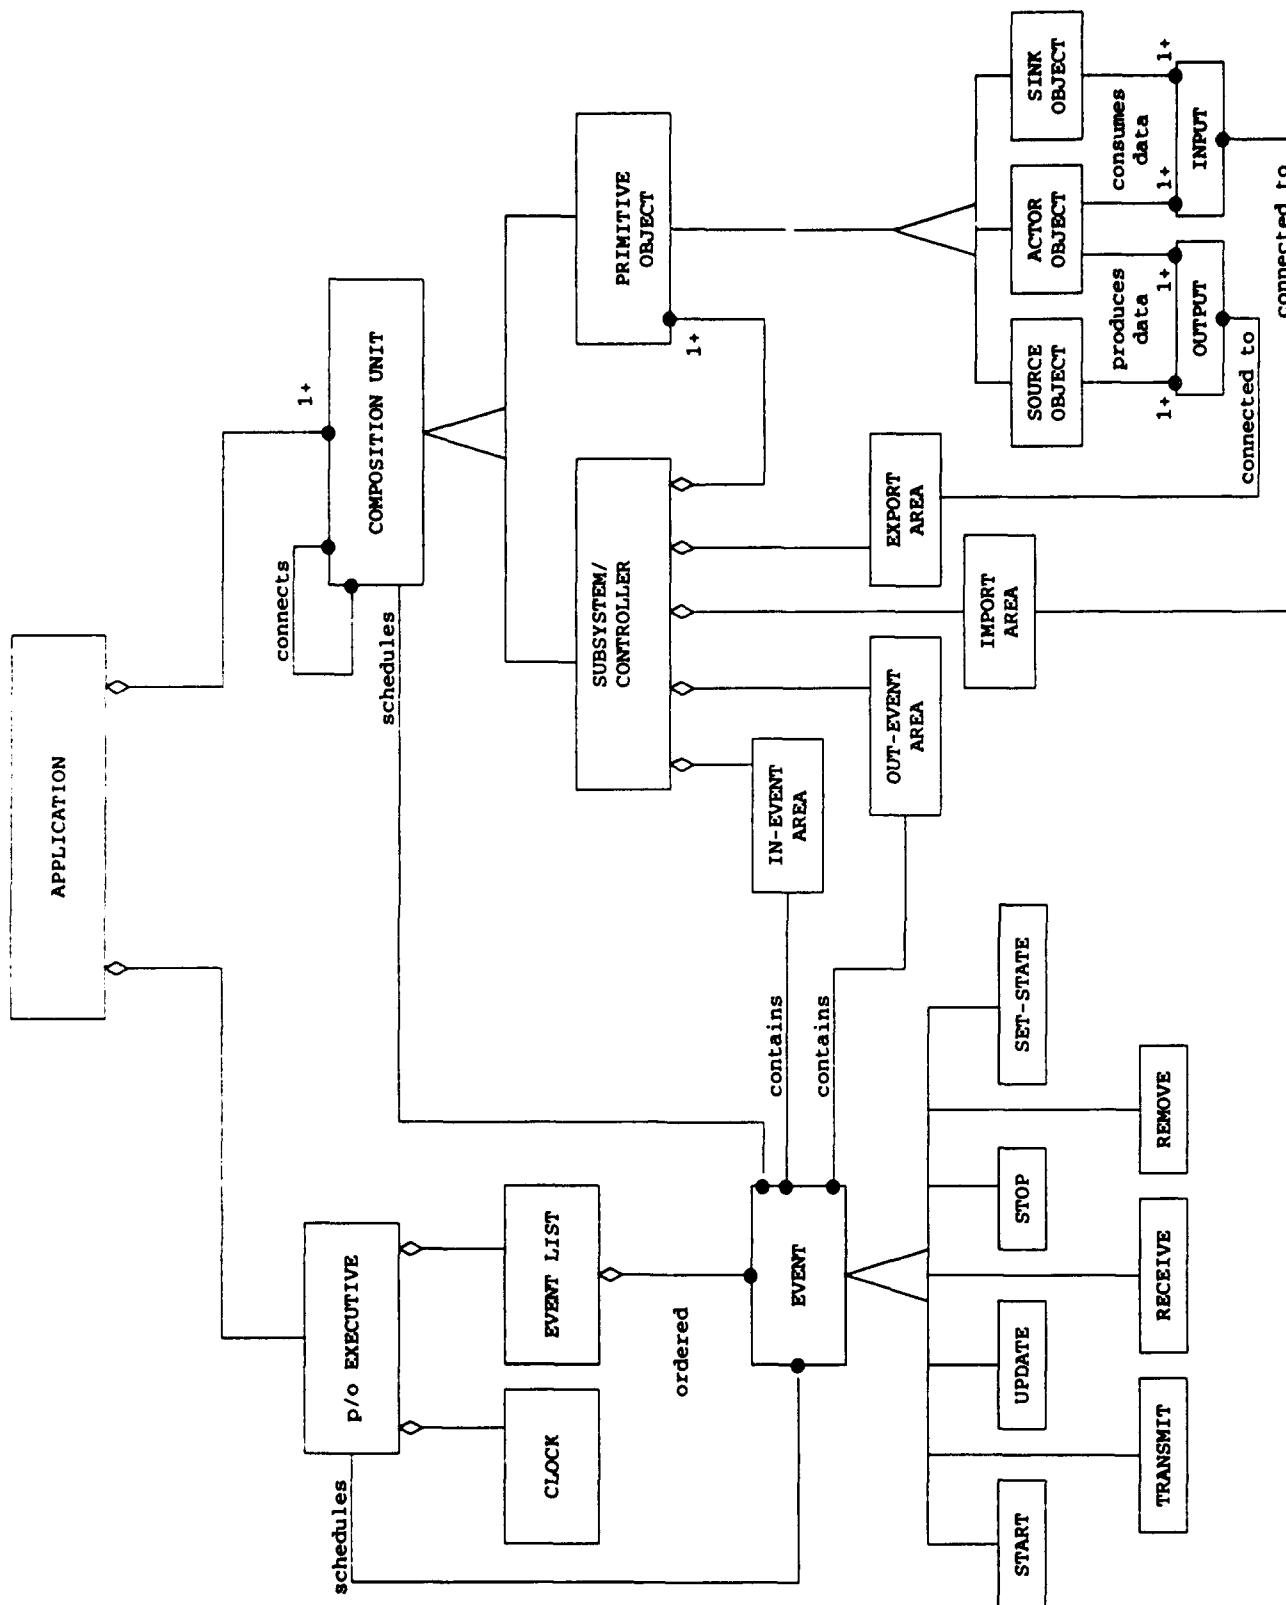 APPLICATION
1+
COMPOSITION UNIT
connects
schedules
p/o EXECUTIVE
schedules
CLOCK
EVENT LIST
ordered
EVENT
contains
contains
START
TRANSMIT
UPDATE
RECEIVE
STOP
REMOVE
SET-STATE
SUBSYSTEM/
CONTROLLER
PRIMITIVE
OBJECT
1+
IN-EVENT
AREA
OUT-EVENT
AREA
IMPORT
AREA
EXPORT
AREA
SOURCE
OBJECT
ACTOR
OBJECT
SINK
OBJECT
produces
data
consumes
data
1+
1+
1+
1+
OUTPUT
INPUT
connected to
connected to